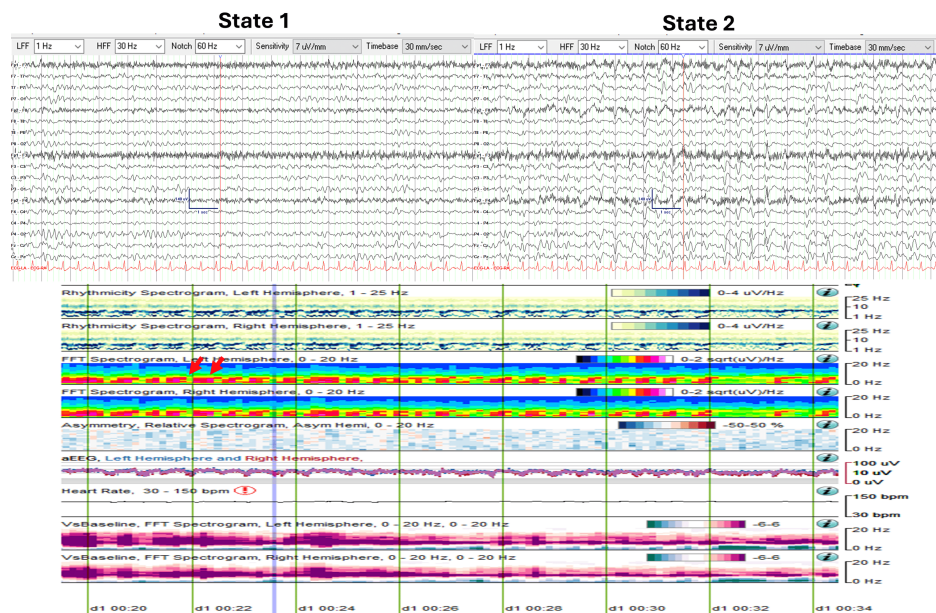 State 1
State 2
LFF 1 Hz HFF 30 Hz Notch 60 Hz Sensitivity 7 uV/mm Timebase 30 mm/sec
LFF 1 Hz HFF 30 Hz Notch 60 Hz Sensitivity 7 uV/mm Timebase 30 mm/sec
1 sec
1 sec
Rhythmicity Spectrogram, Left Hemisphere, 1 - 25 Hz 0-4 uV/Hz 25 Hz
10
1 Hz
Rhythmicity Spectrogram, Right Hemisphere, 1 - 25 Hz 0-4 uV/Hz 25 Hz
10
1 Hz
FFT Spectrogram, Left Hemisphere, 0 - 20 Hz 0-2 sqrt(uV)/Hz 20 Hz
0 Hz
FFT Spectrogram, Right Hemisphere, 0 - 20 Hz 0-2 sqrt(uV)/Hz 20 Hz
0 Hz
Asymmetry, Relative Spectrogram, Asym Hemi, 0 - 20 Hz -50-50 % 20 Hz
0 Hz
aEEG, Left Hemisphere and Right Hemisphere, 100 uV
10 uV
0 uV
Heart Rate, 30 - 150 bpm 150 bpm
30 bpm
VsBaseline, FFT Spectrogram, Left Hemisphere, 0 - 20 Hz, 0 - 20 Hz -6-6 20 Hz
0 Hz
VsBaseline, FFT Spectrogram, Right Hemisphere, 0 - 20 Hz, 0 - 20 Hz -6-6 20 Hz
0 Hz
d1 00:20 d1 00:22 d1 00:24 d1 00:26 d1 00:28 d1 00:30 d1 00:32 d1 00:34